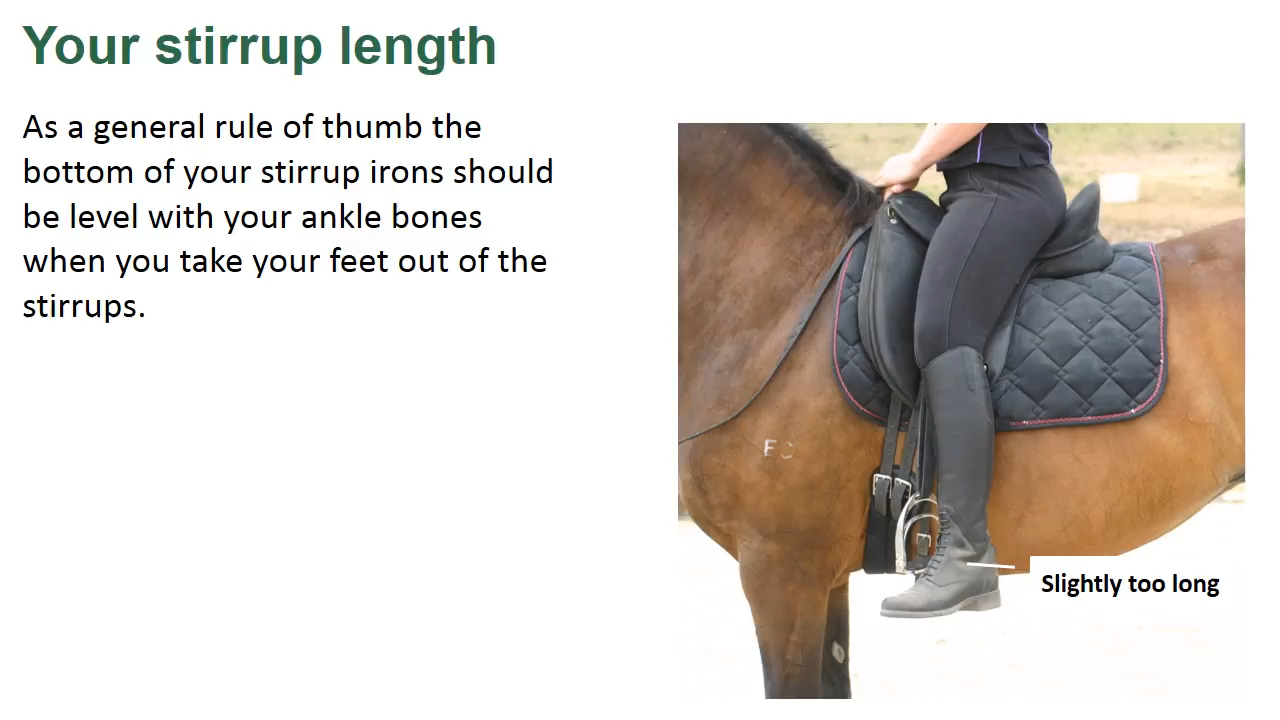 Your stirrup length
As a general rule of thumb the
bottom of your stirrup irons should
be level with your ankle bones
when you take your feet out of the
stirrups.
Slightly too long